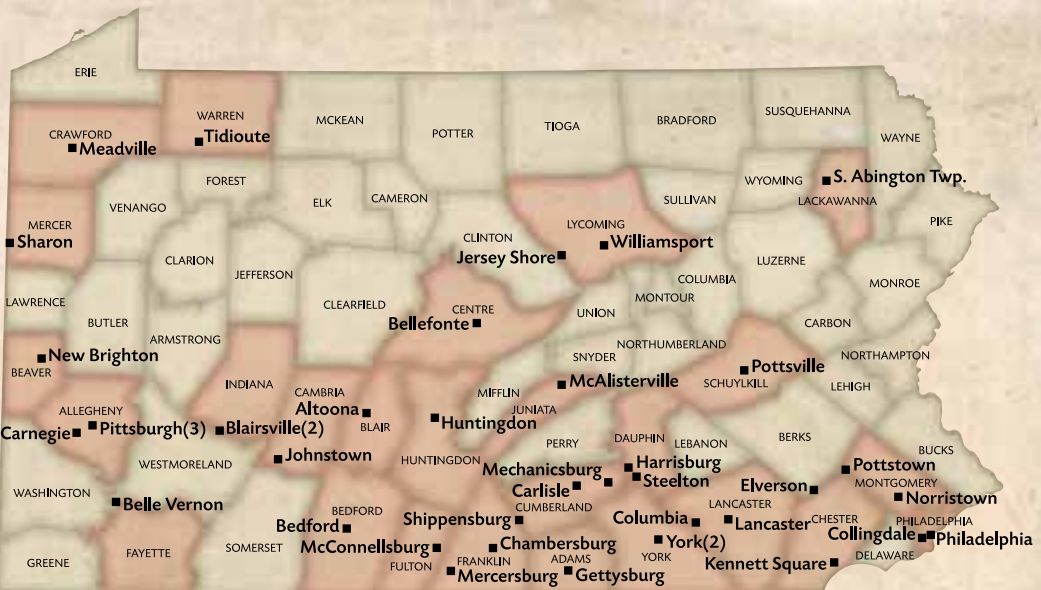 ERIE
WARREN
Tidioute
CRAWFORD
Meadville
MCKEAN
POTTER
TIOGA
BRADFORD
SUSQUEHANNA
WAYNE
WYOMING
S. Abington Twp.
LACKAWANNA
PIKE
FOREST
VENANGO
ELK
CAMERON
SULLIVAN
MERCER
Sharon
CLARION
JEFFERSON
CLINTON
Jersey Shore
LYCOMING
Williamsport
COLUMBIA
LUZERNE
MONROE
LAWRENCE
BUTLER
CLEARFIELD
CENTRE
Bellefonte
UNION
MONTOUR
CARBON
ARMSTRONG
New Brighton
BEAVER
SNYDER
NORTHUMBERLAND
Pottsville
SCHUYLKILL
NORTHAMPTON
LEHIGH
INDIANA
CAMBRIA
Altoona
BLAIR
MIFFLIN
McAlisterville
JUNIATA
Huntingdon
ALLEGHENY
Carnegie
Pittsburgh(3)
Blairsville(2)
Johnstown
WESTMORELAND
HUNTINGDON
PERRY
DAUPHIN
LEBANON
BERKS
BUCKS
Harrisburg
Mechanicsburg
Steelton
Carlisle
CUMBERLAND
Pottstown
MONTGOMERY
Elverson
Norristown
WASHINGTON
Belle Vernon
BEDFORD
Bedford
Shippensburg
LANCASTER
Columbia
Lancaster
CHESTER
PHILADELPHIA
Collingdale
Philadelphia
DELAWARE
GREENE
FAYETTE
SOMERSET
McConnellsburg
FULTON
Chambersburg
FRANKLIN
Mercersburg
ADAMS
Gettysburg
York(2)
YORK
Kennett Square